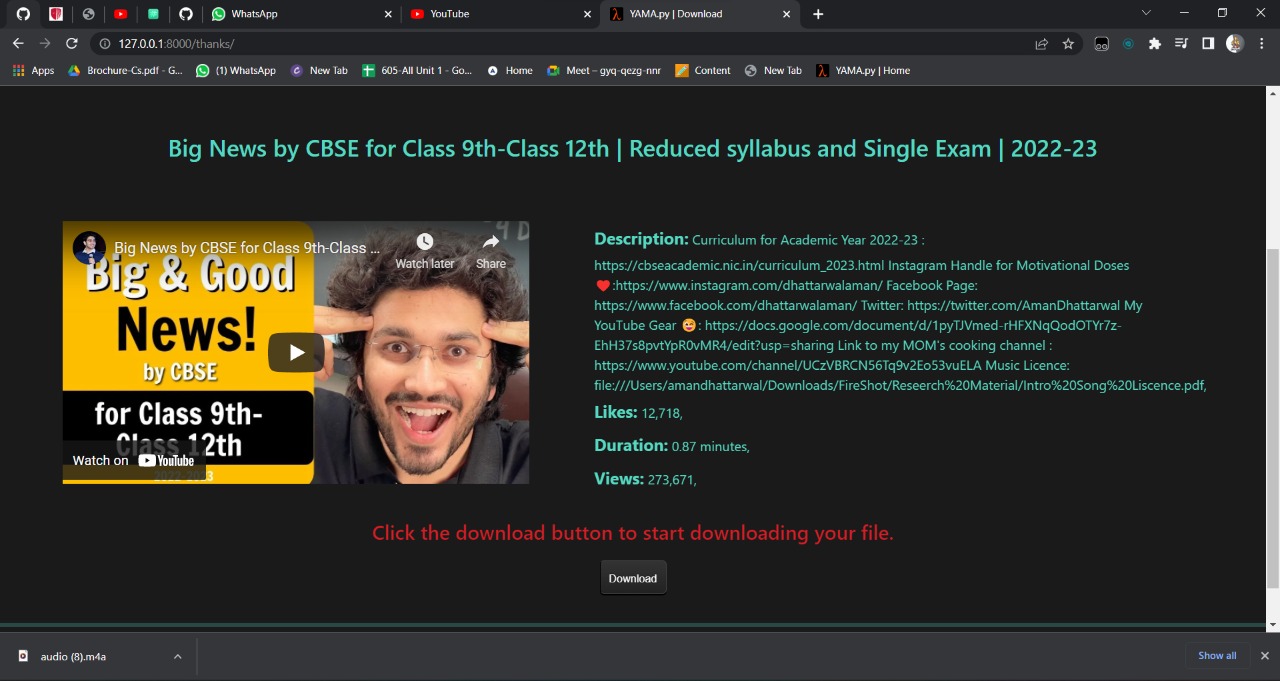 WhatsApp
YouTube
YAMA.py | Download
127.0.0.1:8000/thanks/
Apps
Brochure-Cs.pdf - G...
(1) WhatsApp
New Tab
605-All Unit 1 - Go...
Home
Meet – gyq-qezg-nnr
Content
New Tab
YAMA.py | Home
Big News by CBSE for Class 9th-Class 12th | Reduced syllabus and Single Exam | 2022-23
Big News by CBSE for Class 9th-Class ...
Watch later
Share
Big & Good
News!
by CBSE
for Class 9th-
Class 12th
2022-2023
Watch on YouTube
Description: Curriculum for Academic Year 2022-23 :
https://cbseacademic.nic.in/curriculum_2023.html Instagram Handle for Motivational Doses
❤️:https://www.instagram.com/dhattarwalaman/ Facebook Page:
https://www.facebook.com/dhattarwalaman/ Twitter: https://twitter.com/AmanDhattarwal My
YouTube Gear 😜: https://docs.google.com/document/d/1pyTJVmed-rHFXNqQodOTYr7z-
EhH37s8pvtYpR0vMR4/edit?usp=sharing Link to my MOM's cooking channel :
https://www.youtube.com/channel/UCzVBRCN56Tq9v2Eo53vuELA Music Licence:
file:///Users/amandhattarwal/Downloads/FireShot/Reseerch%20Material/Intro%20Song%20Liscence.pdf,
Likes: 12,718,
Duration: 0.87 minutes,
Views: 273,671,
Click the download button to start downloading your file.
Download
audio (8).m4a
Show all